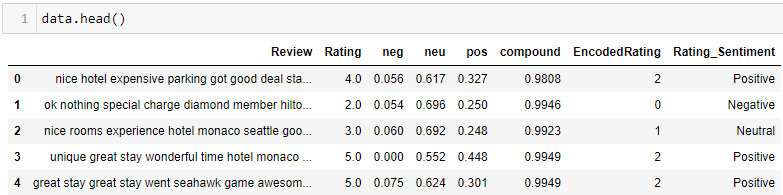 1 data.head()
Review Rating neg neu pos compound EncodedRating Rating_Sentiment
0 nice hotel expensive parking got good deal sta... 4.0 0.056 0.617 0.327 0.9808 2 Positive
1 ok nothing special charge diamond member hilto... 2.0 0.054 0.696 0.250 0.9946 0 Negative
2 nice rooms experience hotel monaco seattle goo... 3.0 0.060 0.692 0.248 0.9923 1 Neutral
3 unique great stay wonderful time hotel monaco ... 5.0 0.000 0.552 0.448 0.9949 2 Positive
4 great stay great stay went seahawk game awesom... 5.0 0.075 0.624 0.301 0.9949 2 Positive